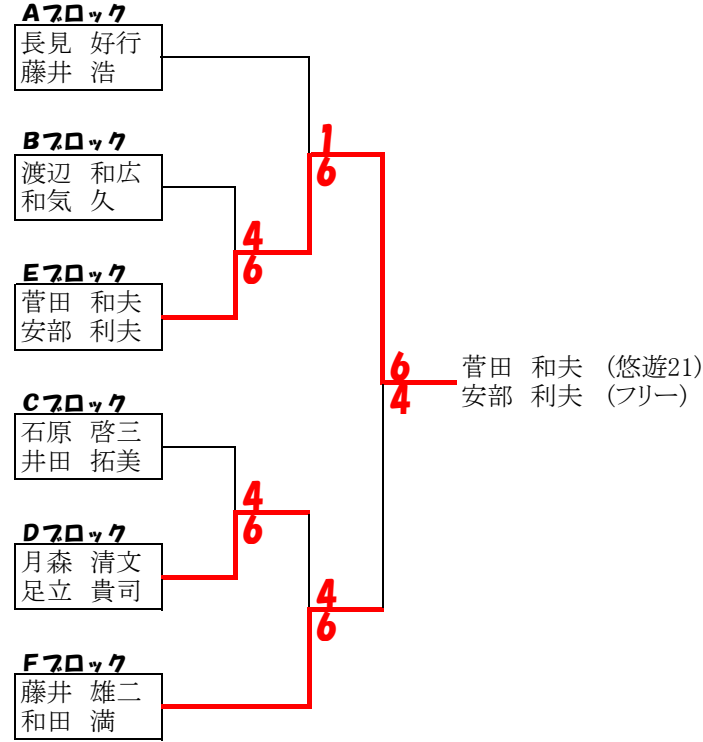 Aブロック
長見 好行
藤井 浩
1
6
Bブロック
渡辺 和広
和気 久
4
6
Eブロック
菅田 和夫
安部 利夫
6
4
菅田 和夫 (悠遊21)
安部 利夫 (フリー)
Cブロック
石原 啓三
井田 拓美
4
6
Dブロック
月森 清文
足立 貴司
4
6
Fブロック
藤井 雄二
和田 満